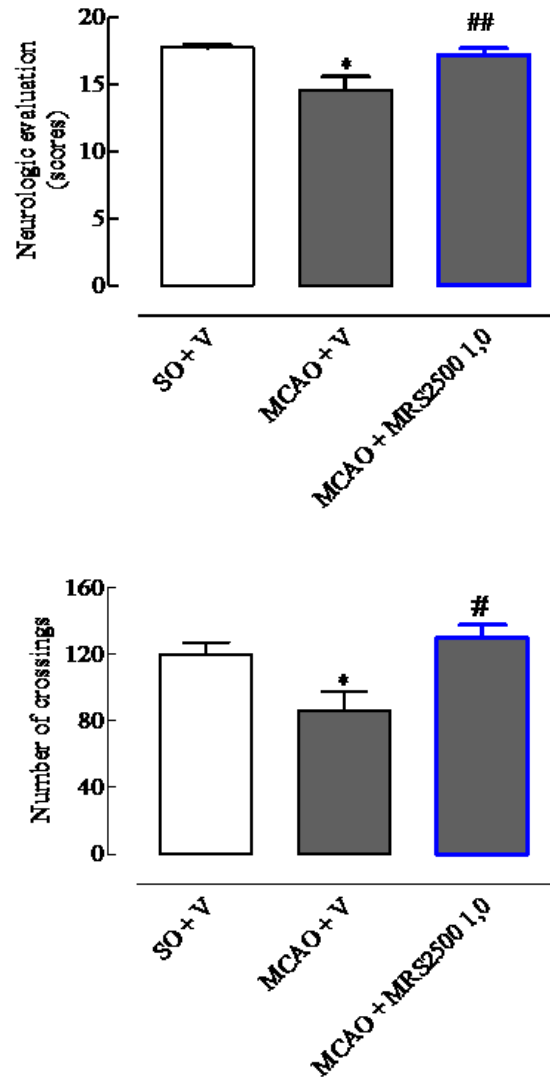 Neurologic evaluation
(scores)
20
15
10
5
0
*
##
SO + V
MCAO + V
MCAO + MRS2500 1,0
Number of crossings
160
120
80
40
0
*
#
SO + V
MCAO + V
MCAO + MRS2500 1,0